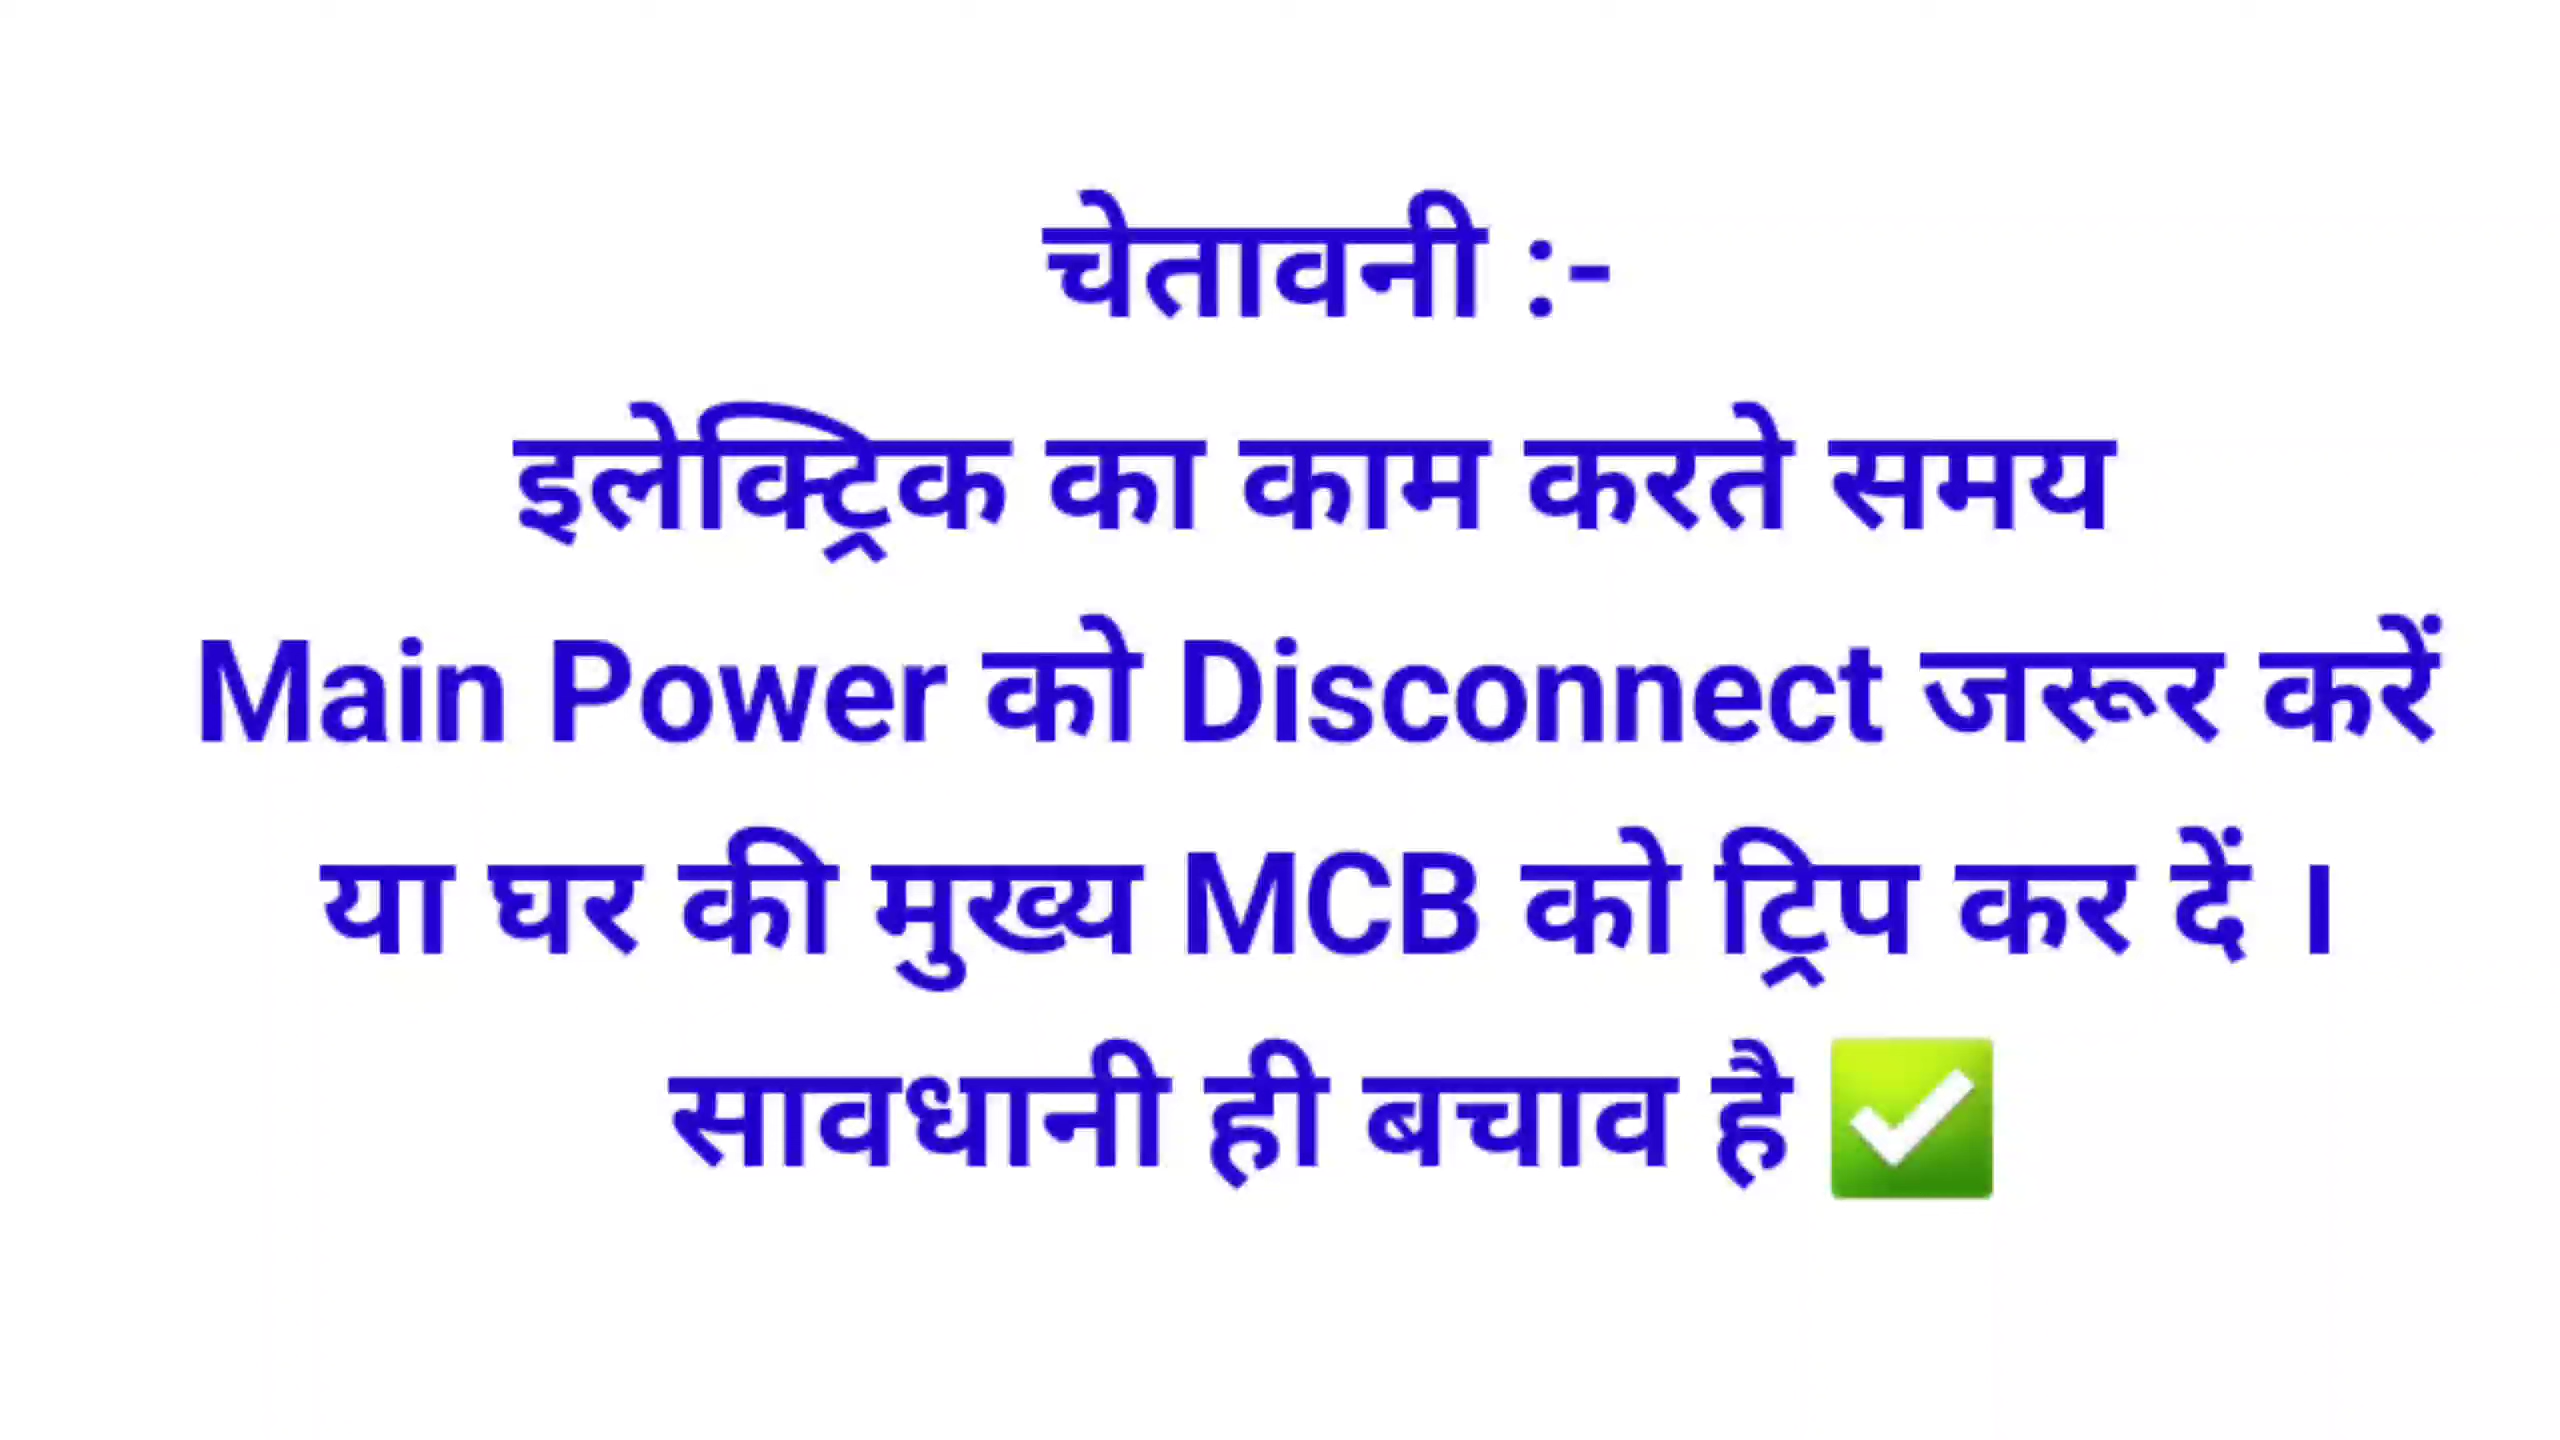 चेतावनी :-
इलेक्ट्रिक का काम करते समय
Main Power को Disconnect जरूर करें
या घर की मुख्य MCB को ट्रिप कर दें ।
सावधानी ही बचाव है ✅